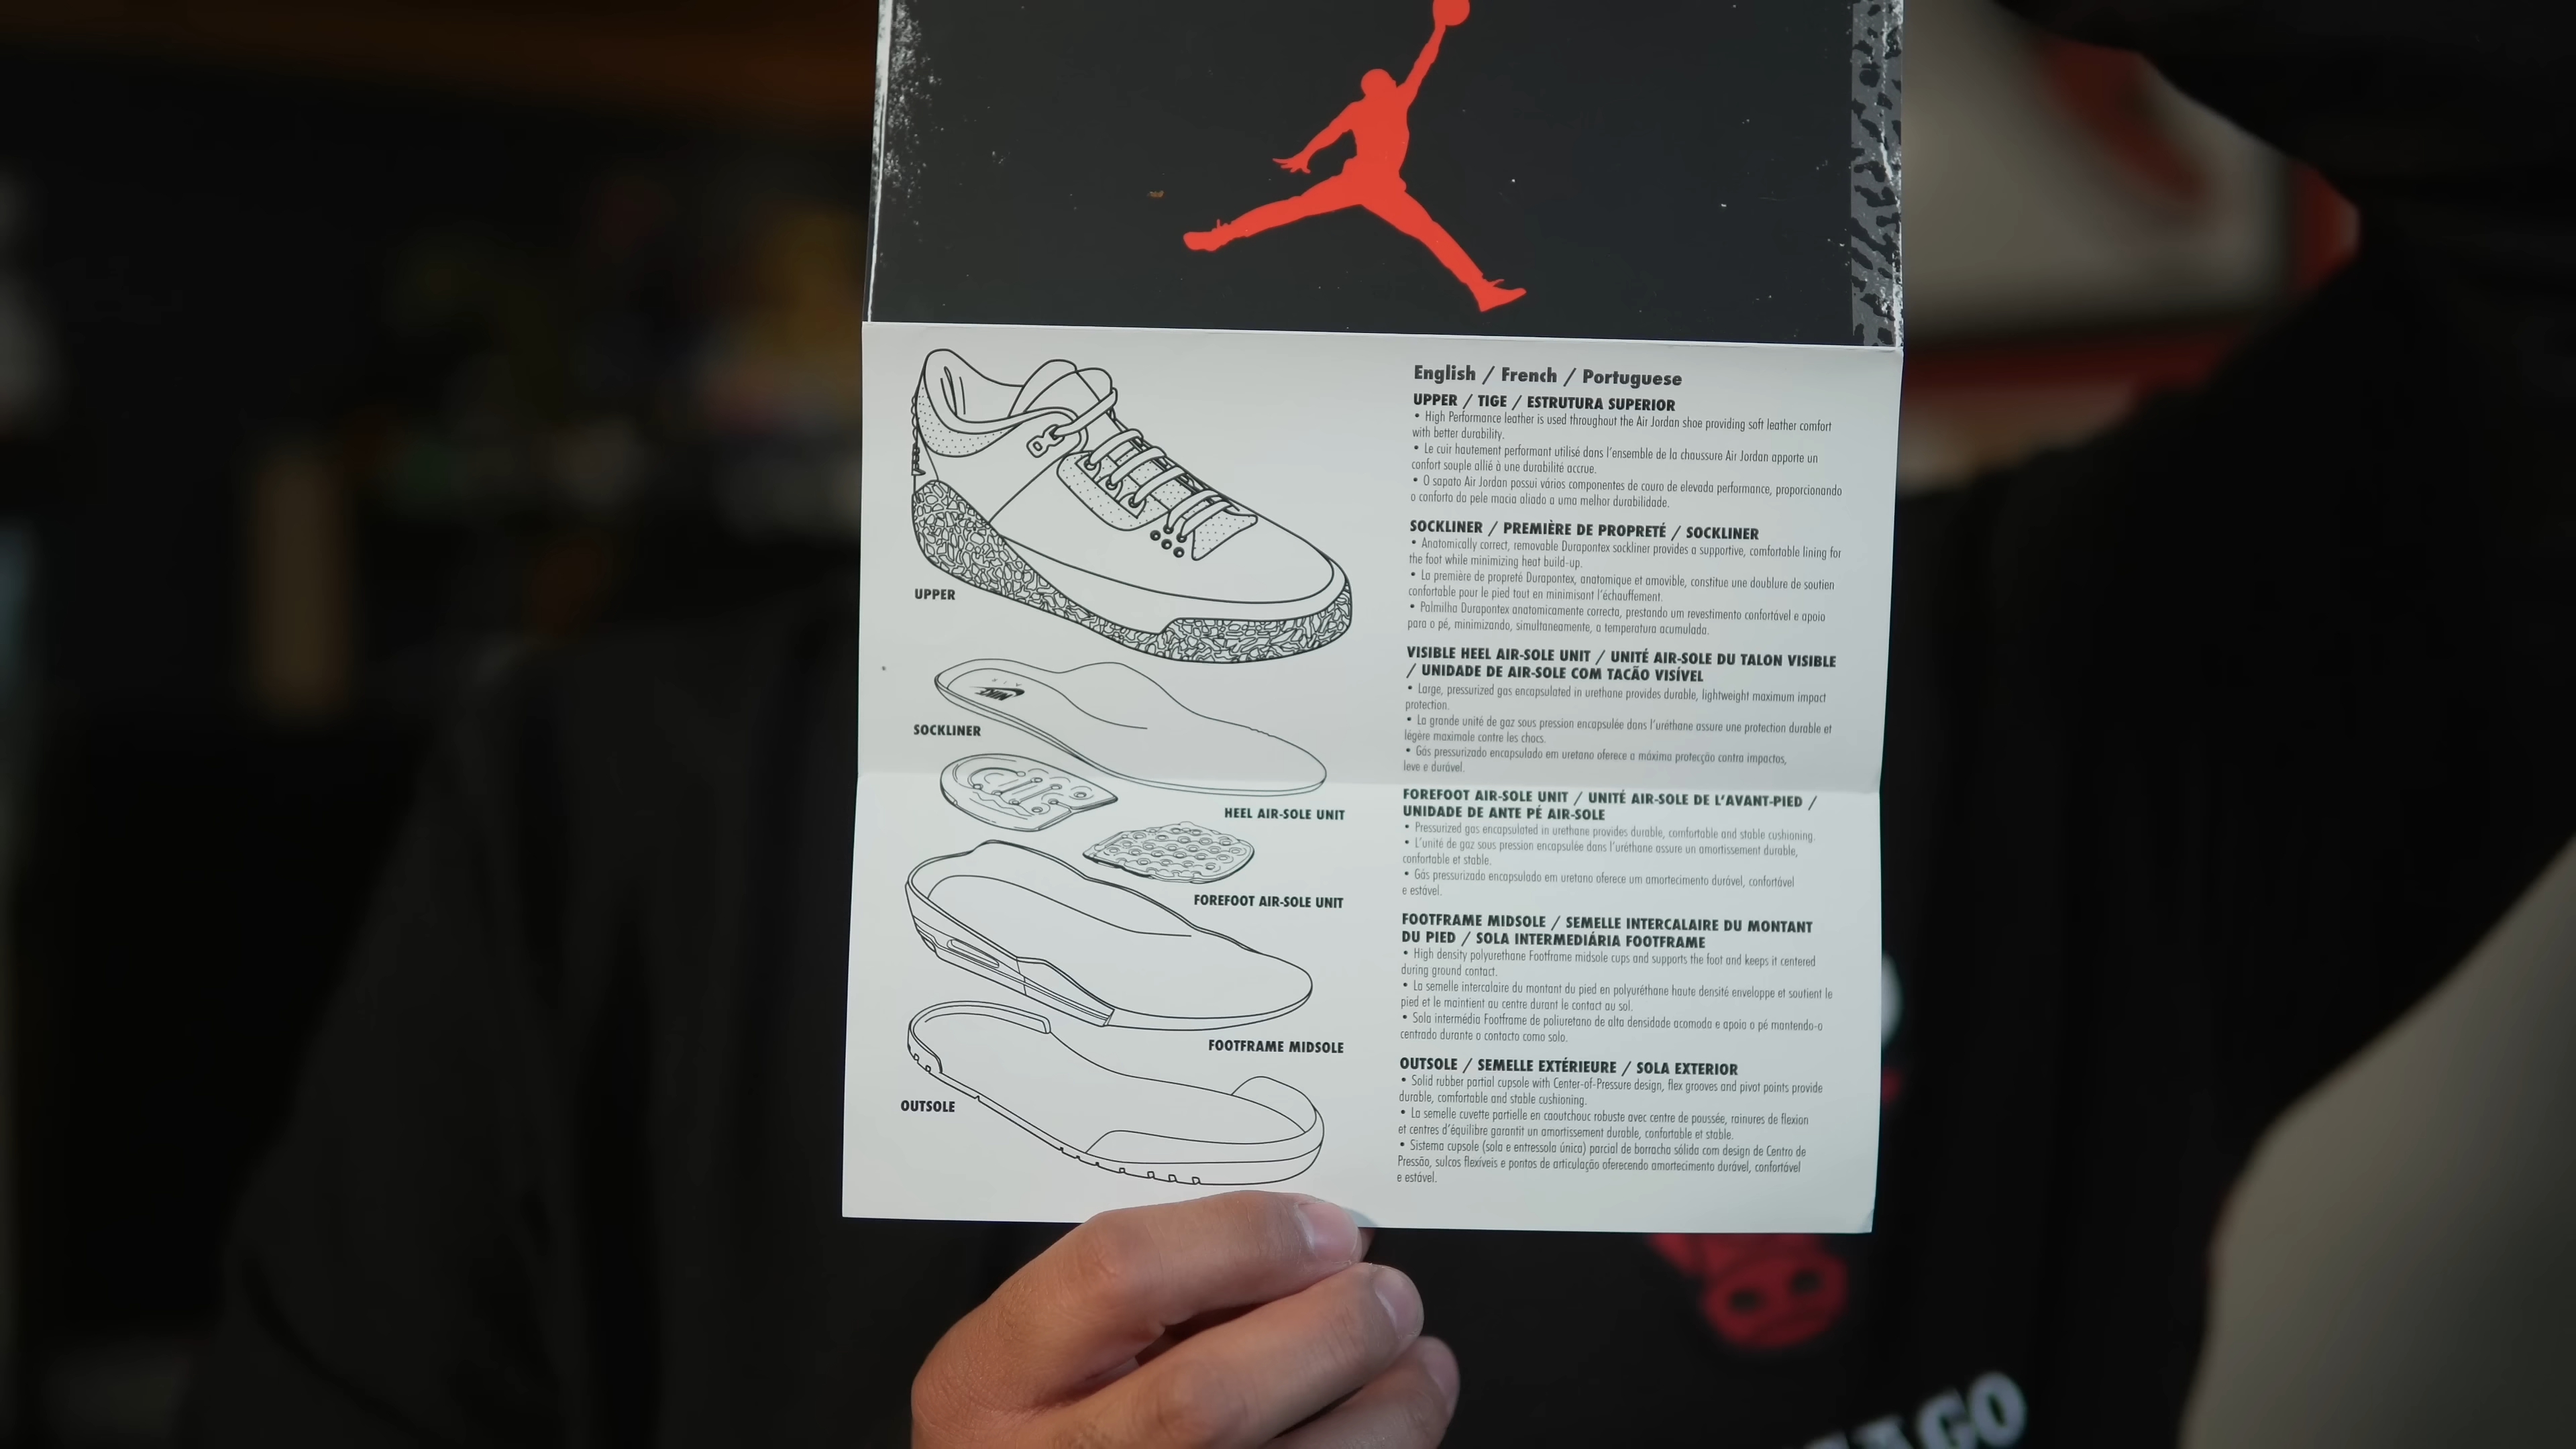 English / French / Portuguese
UPPER / TIGE / ESTRUTURA SUPERIOR
• High Performance leather is used throughout the Air Jordan shoe providing soft leather comfort
with better durability.
• Le cuir hautement performant utilisé dans l'ensemble de la chaussure Air Jordan apporte un
confort souple allié à une durabilité accrue.
• O sapato Air Jordan possui vários componentes de couro de elevada performance, proporcionando
o conforto da pele macia aliado a uma melhor durabilidade.
SOCKLINER / PREMIÈRE DE PROPRETÉ / SOCKLINER
• Anatomically correct, removable Durapontex sockliner provides a supportive, comfortable lining for
the foot while minimizing heat build-up.
• La première de propreté Durapontex, anatomique et amovible, constitue une doublure de soutien
confortable pour le pied tout en minimisant l'échauffement.
• Palmilha Durapontex anatomicamente correcta, prestando um revestimento confortável e apoio
para o pé, minimizando, simultaneamente, a temperatura acumulada.
VISIBLE HEEL AIR-SOLE UNIT / UNITÉ AIR-SOLE DU TALON VISIBLE
/ UNIDADE DE AIR-SOLE COM TACÃO VISÍVEL
• Large, pressurized gas encapsulated in urethane provides durable, lightweight maximum impact
protection.
• La grande unité de gaz sous pression encapsulée dans l'uréthane assure une protection durable et
légère maximale contre les chocs.
• Gás pressurizado encapsulado em uretano oferece a máxima protecção contra impactos,
leve e durável.
FOREFOOT AIR-SOLE UNIT / UNITÉ AIR-SOLE DE L'AVANT-PIED /
UNIDADE DE ANTE PÉ AIR-SOLE
• Pressurized gas encapsulated in urethane provides durable, comfortable and stable cushioning.
• L'unité de gaz sous pression encapsulée dans l'uréthane assure un amortissement durable,
confortable et stable.
• Gás pressurizado encapsulado em uretano oferece um amortecimento durável, confortável
e estável.
FOOTFRAME MIDSOLE / SEMELLE INTERCALAIRE DU MONTANT
DU PIED / SOLA INTERMEDIÁRIA FOOTFRAME
• High density polyurethane Footframe midsole cups and supports the foot and keeps it centered
during ground contact.
• La semelle intercalaire du montant du pied en polyuréthane haute densité enveloppe et soutient le
pied et le maintient au centre durant le contact au sol.
• Sola intermédia Footframe de poliuretano de alta densidade acomoda e apoia o pé mantendo-o
centrado durante o contacto como solo.
OUTSOLE / SEMELLE EXTÉRIEURE / SOLA EXTERIOR
• Solid rubber partial cupsole with Center-of-Pressure design, flex grooves and pivot points provide
durable, comfortable and stable cushioning.
• La semelle cuvette partielle en caoutchouc robuste avec centre de poussée, rainures de flexion
et centres d'équilibre garantit un amortissement durable, confortable et stable.
• Sistema cupsole (sola e entressola única) parcial de borracha sólida com design de Centro de
Pressão, sulcos flexíveis e pontos de articulação oferecendo amortecimento durável, confortável
e estável.
UPPER
NIKE
SOCKLINER
HEEL AIR-SOLE UNIT
FOREFOOT AIR-SOLE UNIT
FOOTFRAME MIDSOLE
OUTSOLE